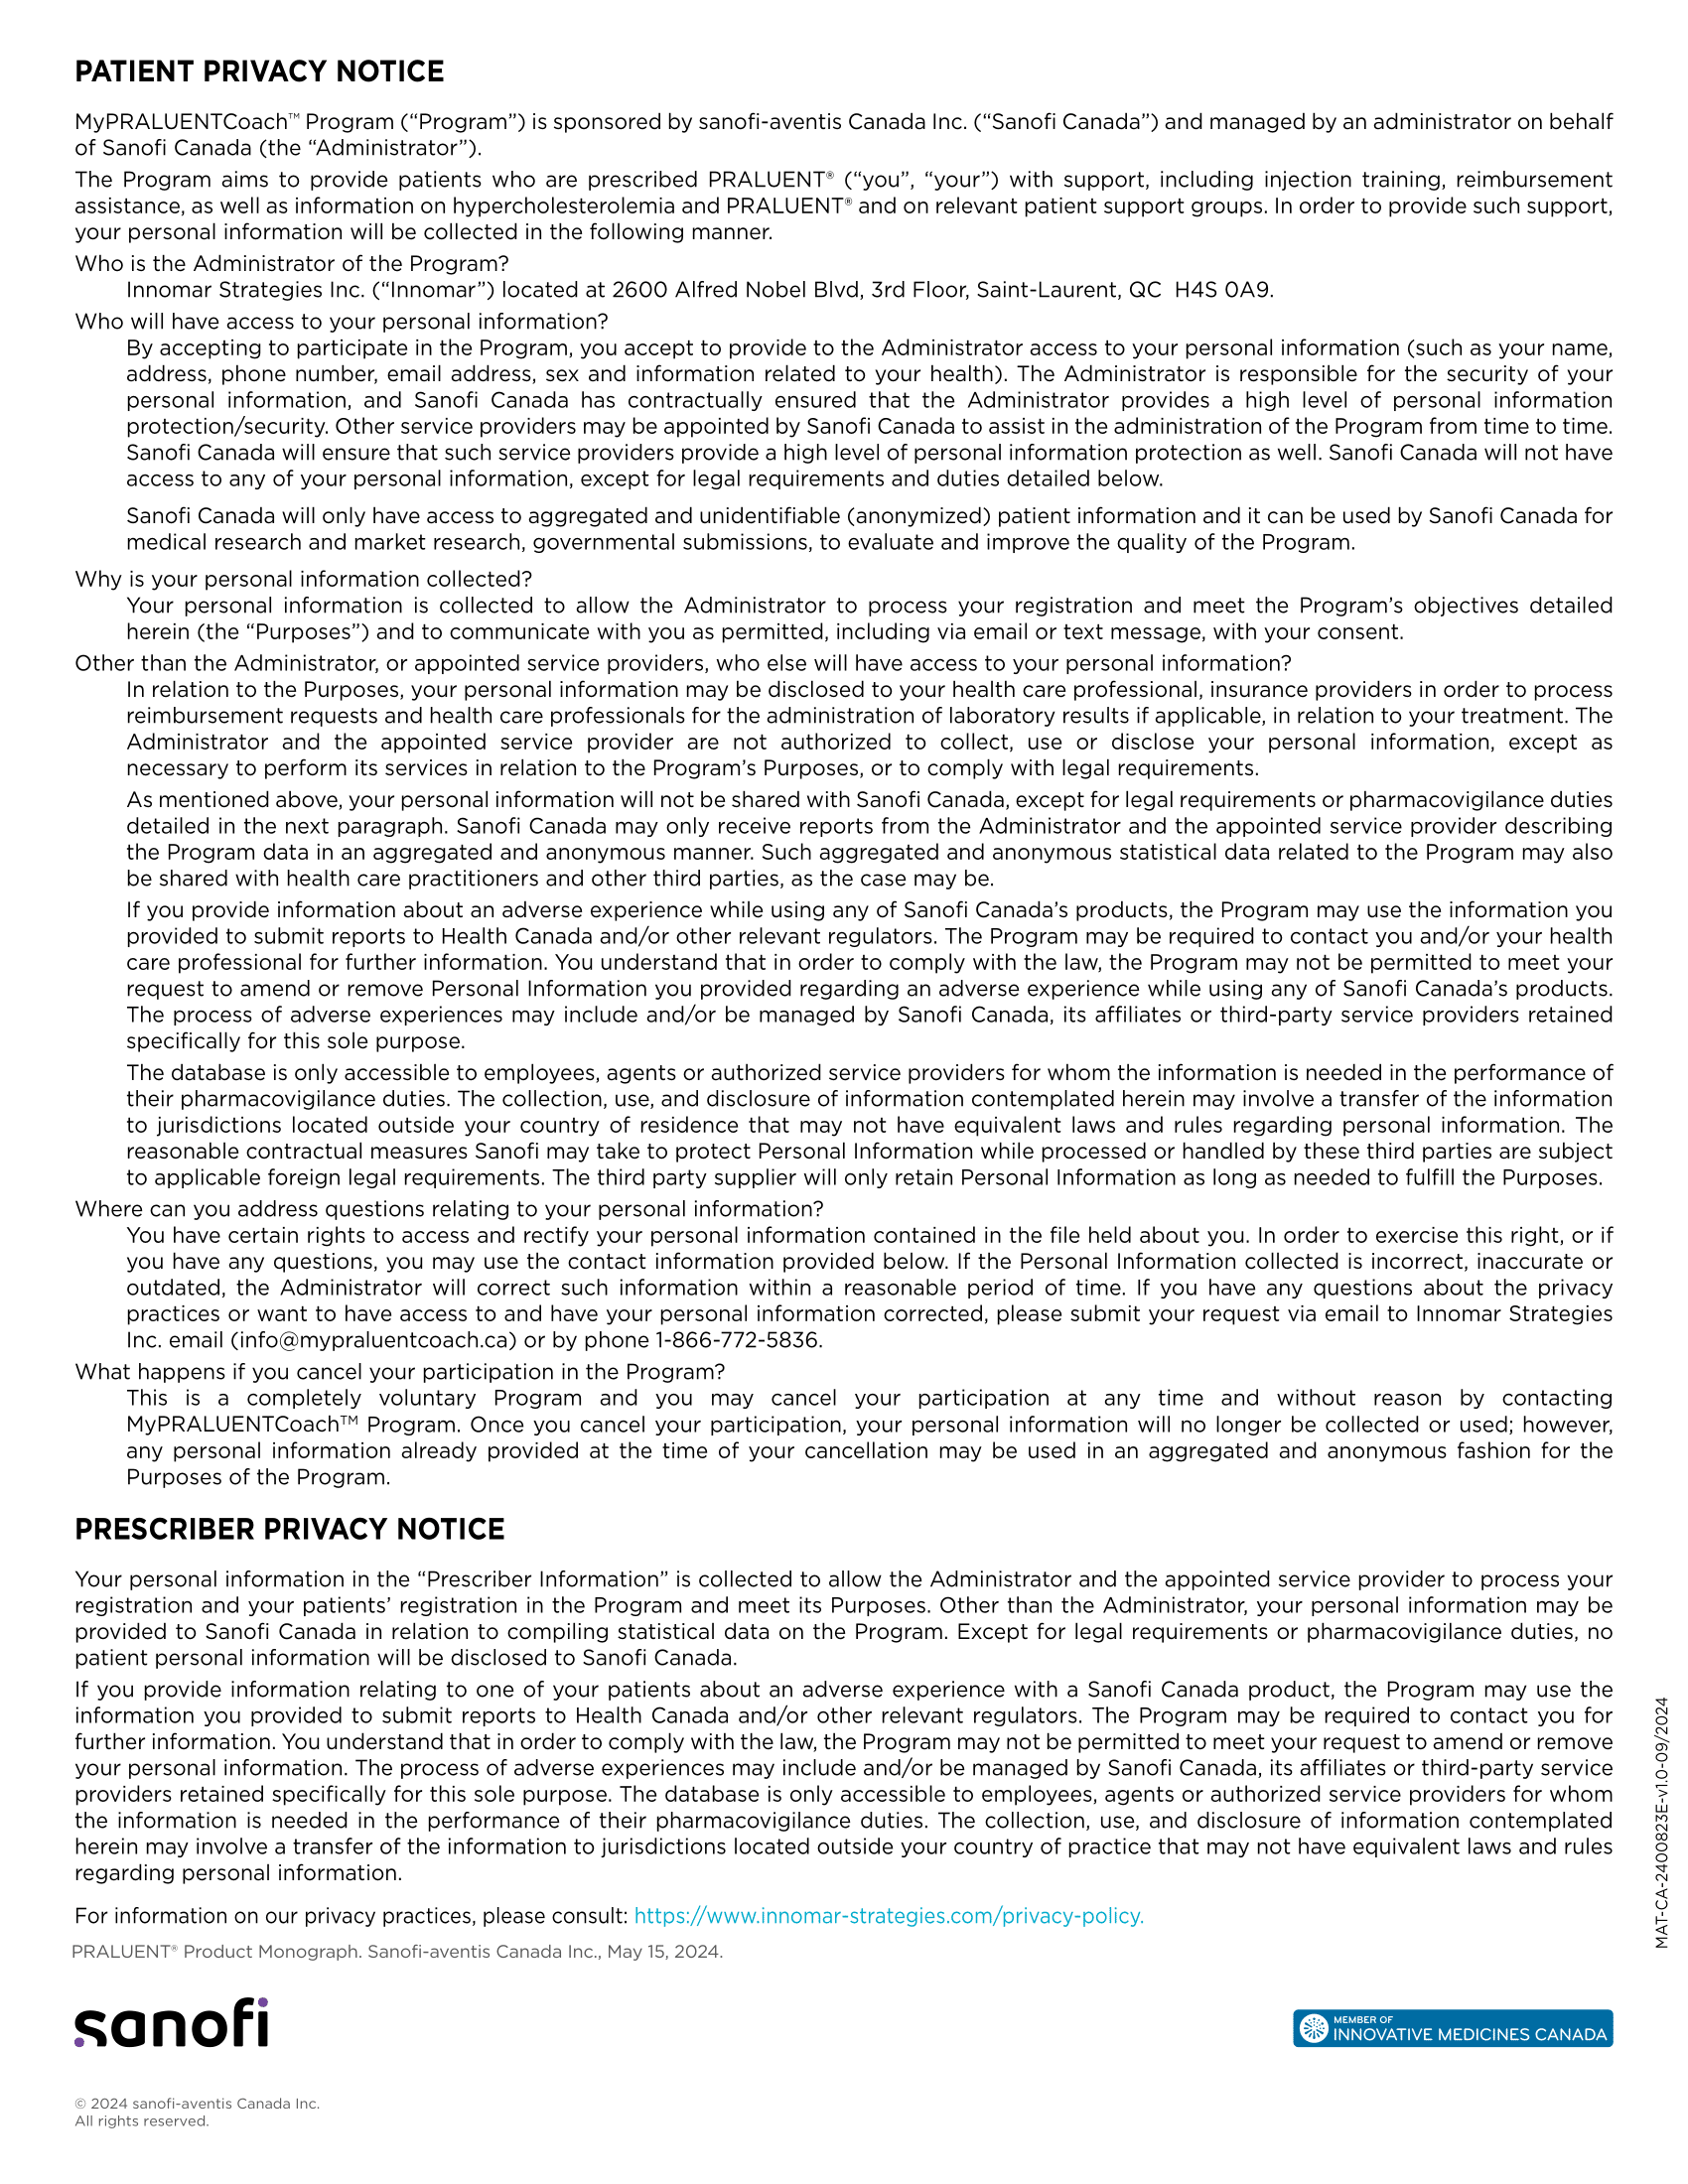 PATIENT PRIVACY NOTICE
MyPRALUENTCoach™ Program (“Program”) is sponsored by sanofi-aventis Canada Inc. (“Sanofi Canada”) and managed by an administrator on behalf
of Sanofi Canada (the “Administrator”).
The Program aims to provide patients who are prescribed PRALUENT® (“you”, “your”) with support, including injection training, reimbursement
assistance, as well as information on hypercholesterolemia and PRALUENT® and on relevant patient support groups. In order to provide such support,
your personal information will be collected in the following manner.
Who is the Administrator of the Program?
Innomar Strategies Inc. (“Innomar”) located at 2600 Alfred Nobel Blvd, 3rd Floor, Saint-Laurent, QC  H4S 0A9.
Who will have access to your personal information?
By accepting to participate in the Program, you accept to provide to the Administrator access to your personal information (such as your name,
address, phone number, email address, sex and information related to your health). The Administrator is responsible for the security of your
personal information, and Sanofi Canada has contractually ensured that the Administrator provides a high level of personal information
protection/security. Other service providers may be appointed by Sanofi Canada to assist in the administration of the Program from time to time.
Sanofi Canada will ensure that such service providers provide a high level of personal information protection as well. Sanofi Canada will not have
access to any of your personal information, except for legal requirements and duties detailed below.
Sanofi Canada will only have access to aggregated and unidentifiable (anonymized) patient information and it can be used by Sanofi Canada for
medical research and market research, governmental submissions, to evaluate and improve the quality of the Program.
Why is your personal information collected?
Your personal information is collected to allow the Administrator to process your registration and meet the Program’s objectives detailed
herein (the “Purposes”) and to communicate with you as permitted, including via email or text message, with your consent.
Other than the Administrator, or appointed service providers, who else will have access to your personal information?
In relation to the Purposes, your personal information may be disclosed to your health care professional, insurance providers in order to process
reimbursement requests and health care professionals for the administration of laboratory results if applicable, in relation to your treatment. The
Administrator and the appointed service provider are not authorized to collect, use or disclose your personal information, except as
necessary to perform its services in relation to the Program’s Purposes, or to comply with legal requirements.
As mentioned above, your personal information will not be shared with Sanofi Canada, except for legal requirements or pharmacovigilance duties
detailed in the next paragraph. Sanofi Canada may only receive reports from the Administrator and the appointed service provider describing
the Program data in an aggregated and anonymous manner. Such aggregated and anonymous statistical data related to the Program may also
be shared with health care practitioners and other third parties, as the case may be.
If you provide information about an adverse experience while using any of Sanofi Canada’s products, the Program may use the information you
provided to submit reports to Health Canada and/or other relevant regulators. The Program may be required to contact you and/or your health
care professional for further information. You understand that in order to comply with the law, the Program may not be permitted to meet your
request to amend or remove Personal Information you provided regarding an adverse experience while using any of Sanofi Canada’s products.
The process of adverse experiences may include and/or be managed by Sanofi Canada, its affiliates or third-party service providers retained
specifically for this sole purpose.
The database is only accessible to employees, agents or authorized service providers for whom the information is needed in the performance of
their pharmacovigilance duties. The collection, use, and disclosure of information contemplated herein may involve a transfer of the information
to jurisdictions located outside your country of residence that may not have equivalent laws and rules regarding personal information. The
reasonable contractual measures Sanofi may take to protect Personal Information while processed or handled by these third parties are subject
to applicable foreign legal requirements. The third party supplier will only retain Personal Information as long as needed to fulfill the Purposes.
Where can you address questions relating to your personal information?
You have certain rights to access and rectify your personal information contained in the file held about you. In order to exercise this right, or if
you have any questions, you may use the contact information provided below. If the Personal Information collected is incorrect, inaccurate or
outdated, the Administrator will correct such information within a reasonable period of time. If you have any questions about the privacy
practices or want to have access to and have your personal information corrected, please submit your request via email to Innomar Strategies
Inc. email (info@mypraluentcoach.ca) or by phone 1-866-772-5836.
What happens if you cancel your participation in the Program?
This is a completely voluntary Program and you may cancel your participation at any time and without reason by contacting
MyPRALUENTCoach™ Program. Once you cancel your participation, your personal information will no longer be collected or used; however,
any personal information already provided at the time of your cancellation may be used in an aggregated and anonymous fashion for the
Purposes of the Program.
PRESCRIBER PRIVACY NOTICE
Your personal information in the “Prescriber Information” is collected to allow the Administrator and the appointed service provider to process your
registration and your patients’ registration in the Program and meet its Purposes. Other than the Administrator, your personal information may be
provided to Sanofi Canada in relation to compiling statistical data on the Program. Except for legal requirements or pharmacovigilance duties, no
patient personal information will be disclosed to Sanofi Canada.
If you provide information relating to one of your patients about an adverse experience with a Sanofi Canada product, the Program may use the
information you provided to submit reports to Health Canada and/or other relevant regulators. The Program may be required to contact you for
further information. You understand that in order to comply with the law, the Program may not be permitted to meet your request to amend or remove
your personal information. The process of adverse experiences may include and/or be managed by Sanofi Canada, its affiliates or third-party service
providers retained specifically for this sole purpose. The database is only accessible to employees, agents or authorized service providers for whom
the information is needed in the performance of their pharmacovigilance duties. The collection, use, and disclosure of information contemplated
herein may involve a transfer of the information to jurisdictions located outside your country of practice that may not have equivalent laws and rules
regarding personal information.
For information on our privacy practices, please consult: https://www.innomar-strategies.com/privacy-policy.
PRALUENT® Product Monograph. Sanofi-aventis Canada Inc., May 15, 2024.
MAT-CA-2400823E-v1.0-09/2024
sanofi
MEMBER OF
INNOVATIVE MEDICINES CANADA
© 2024 sanofi-aventis Canada Inc.
All rights reserved.